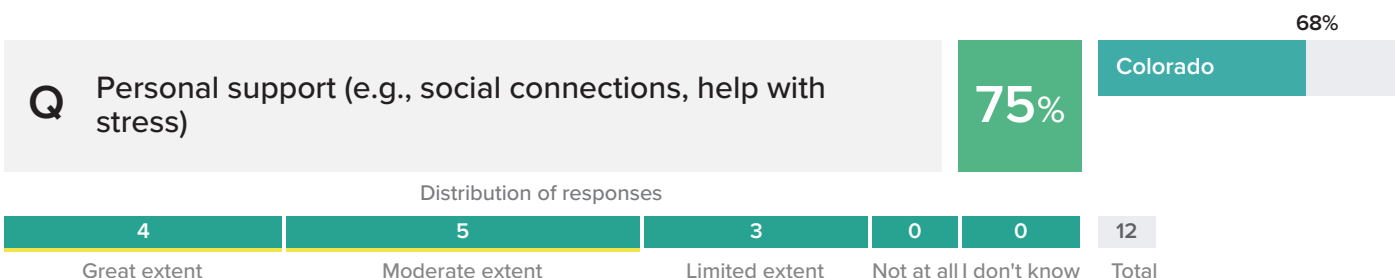 68%
Q
Personal support (e.g., social connections, help with
stress)
75%
Colorado
Distribution of responses
4 5 3 0 0 12
Great extent Moderate extent Limited extent Not at all I don't know Total